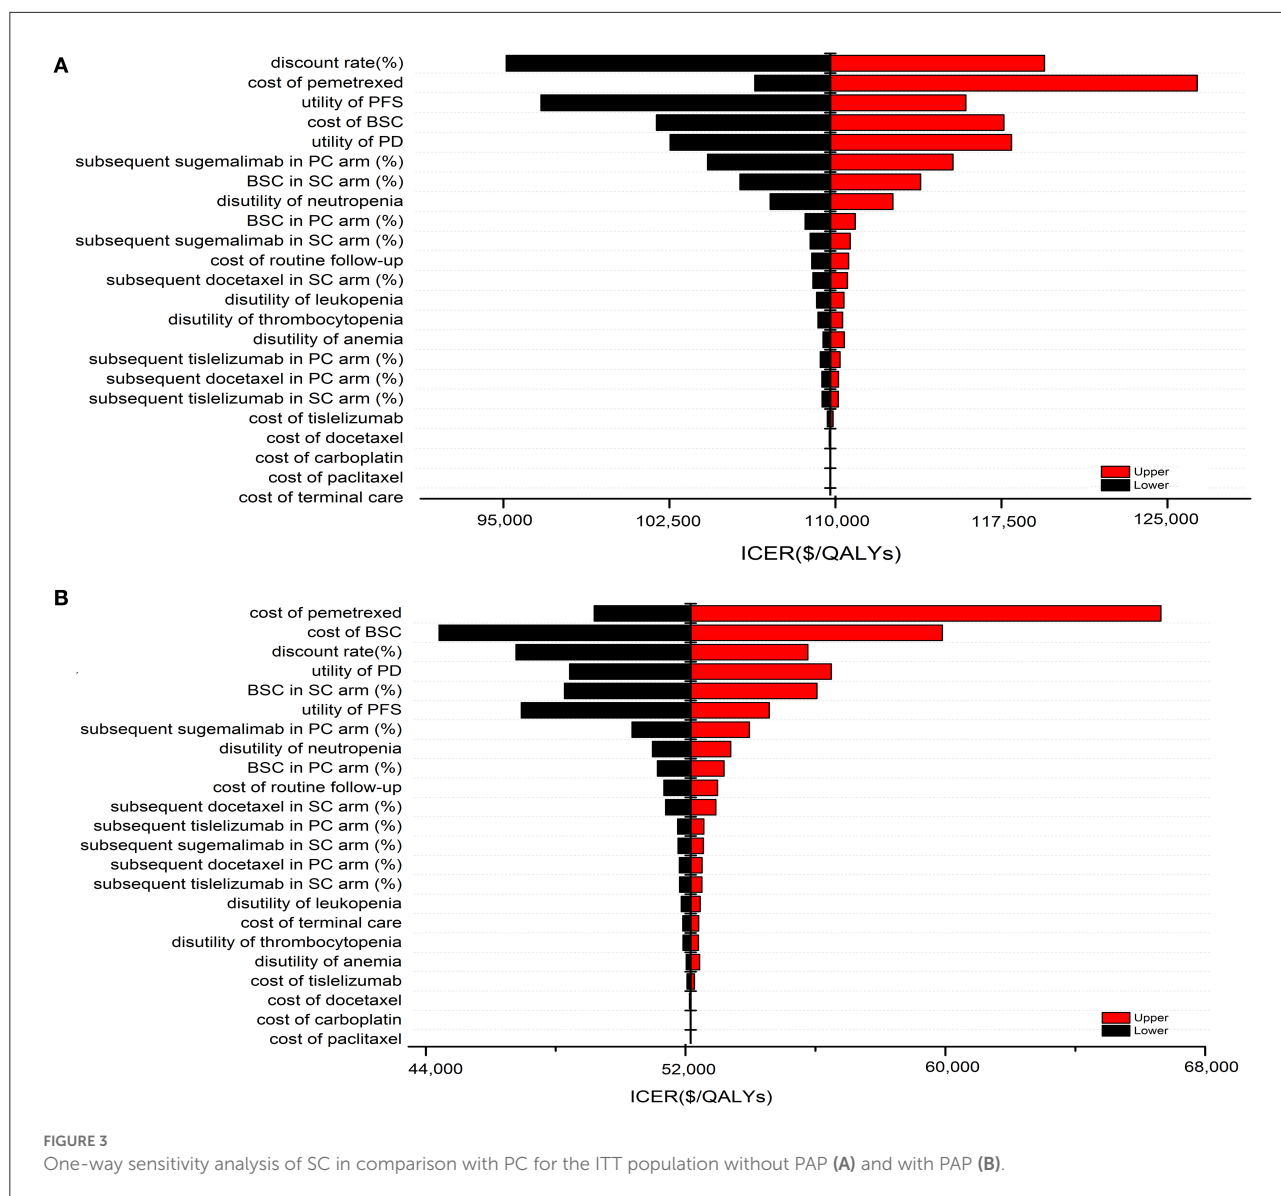 A
discount rate(%)
cost of pemetrexed
utility of PFS
cost of BSC
utility of PD
subsequent sugemalimab in PC arm (%)
BSC in SC arm (%)
disutility of neutropenia
BSC in PC arm (%)
subsequent sugemalimab in SC arm (%)
cost of routine follow-up
subsequent docetaxel in SC arm (%)
disutility of leukopenia
disutility of thrombocytopenia
disutility of anemia
subsequent tislelizumab in PC arm (%)
subsequent docetaxel in PC arm (%)
subsequent tislelizumab in SC arm (%)
cost of tislelizumab
cost of docetaxel
cost of carboplatin
cost of paclitaxel
cost of terminal care
Upper
Lower
95,000 102,500 110,000 117,500 125,000
ICER($/QALYs)
B
cost of pemetrexed
cost of BSC
discount rate(%)
utility of PD
BSC in SC arm (%)
utility of PFS
subsequent sugemalimab in PC arm (%)
disutility of neutropenia
BSC in PC arm (%)
cost of routine follow-up
subsequent docetaxel in SC arm (%)
subsequent tislelizumab in PC arm (%)
subsequent sugemalimab in SC arm (%)
subsequent docetaxel in PC arm (%)
subsequent tislelizumab in SC arm (%)
disutility of leukopenia
cost of terminal care
disutility of thrombocytopenia
disutility of anemia
cost of tislelizumab
cost of docetaxel
cost of carboplatin
cost of paclitaxel
Upper
Lower
44,000 52,000 60,000 68,000
ICER($/QALYs)
FIGURE 3
One-way sensitivity analysis of SC in comparison with PC for the ITT population without PAP (A) and with PAP (B).